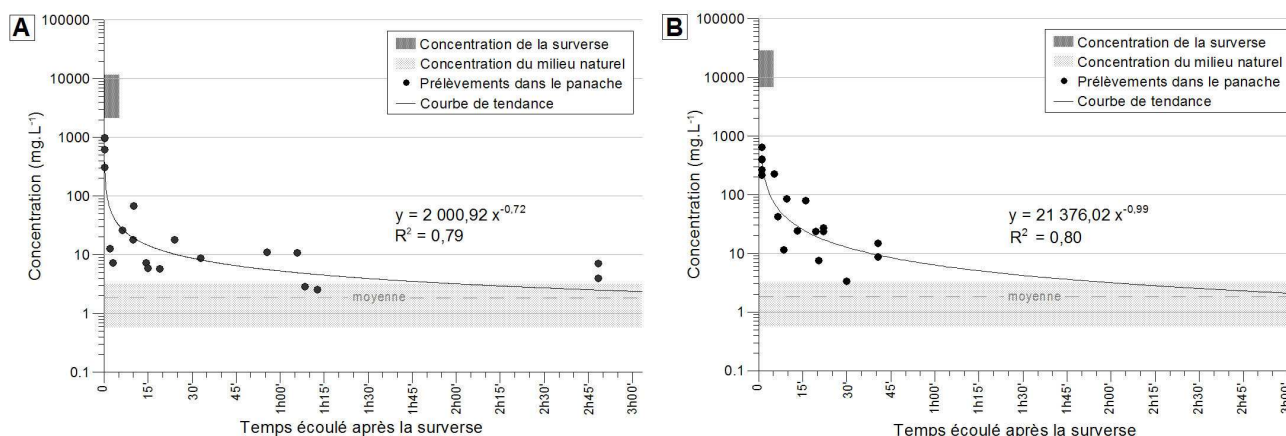 A
Concentration (mg.L⁻¹)
100000
10000
1000
100
10
1
0.1
Concentration de la surverse
Concentration du milieu naturel
Prélèvements dans le panache
Courbe de tendance
y = 2 000,92 x^-0.72
R² = 0,79
moyenne
0 15' 30' 45' 1h00 1h15' 1h30' 1h45' 2h00 2h15' 2h30' 2h45' 3h00'
Temps écoulé après la surverse
B
Concentration (mg.L⁻¹)
100000
10000
1000
100
10
1
0.1
Concentration de la surverse
Concentration du milieu naturel
Prélèvements dans le panache
Courbe de tendance
y = 21 376,02 x^-0,99
R² = 0,80
moyenne
0 15' 30' 45' 1h00 1h15' 1h30' 1h45' 2h00 2h15' 2h30' 2h45'
Temps écoulé après la surverse